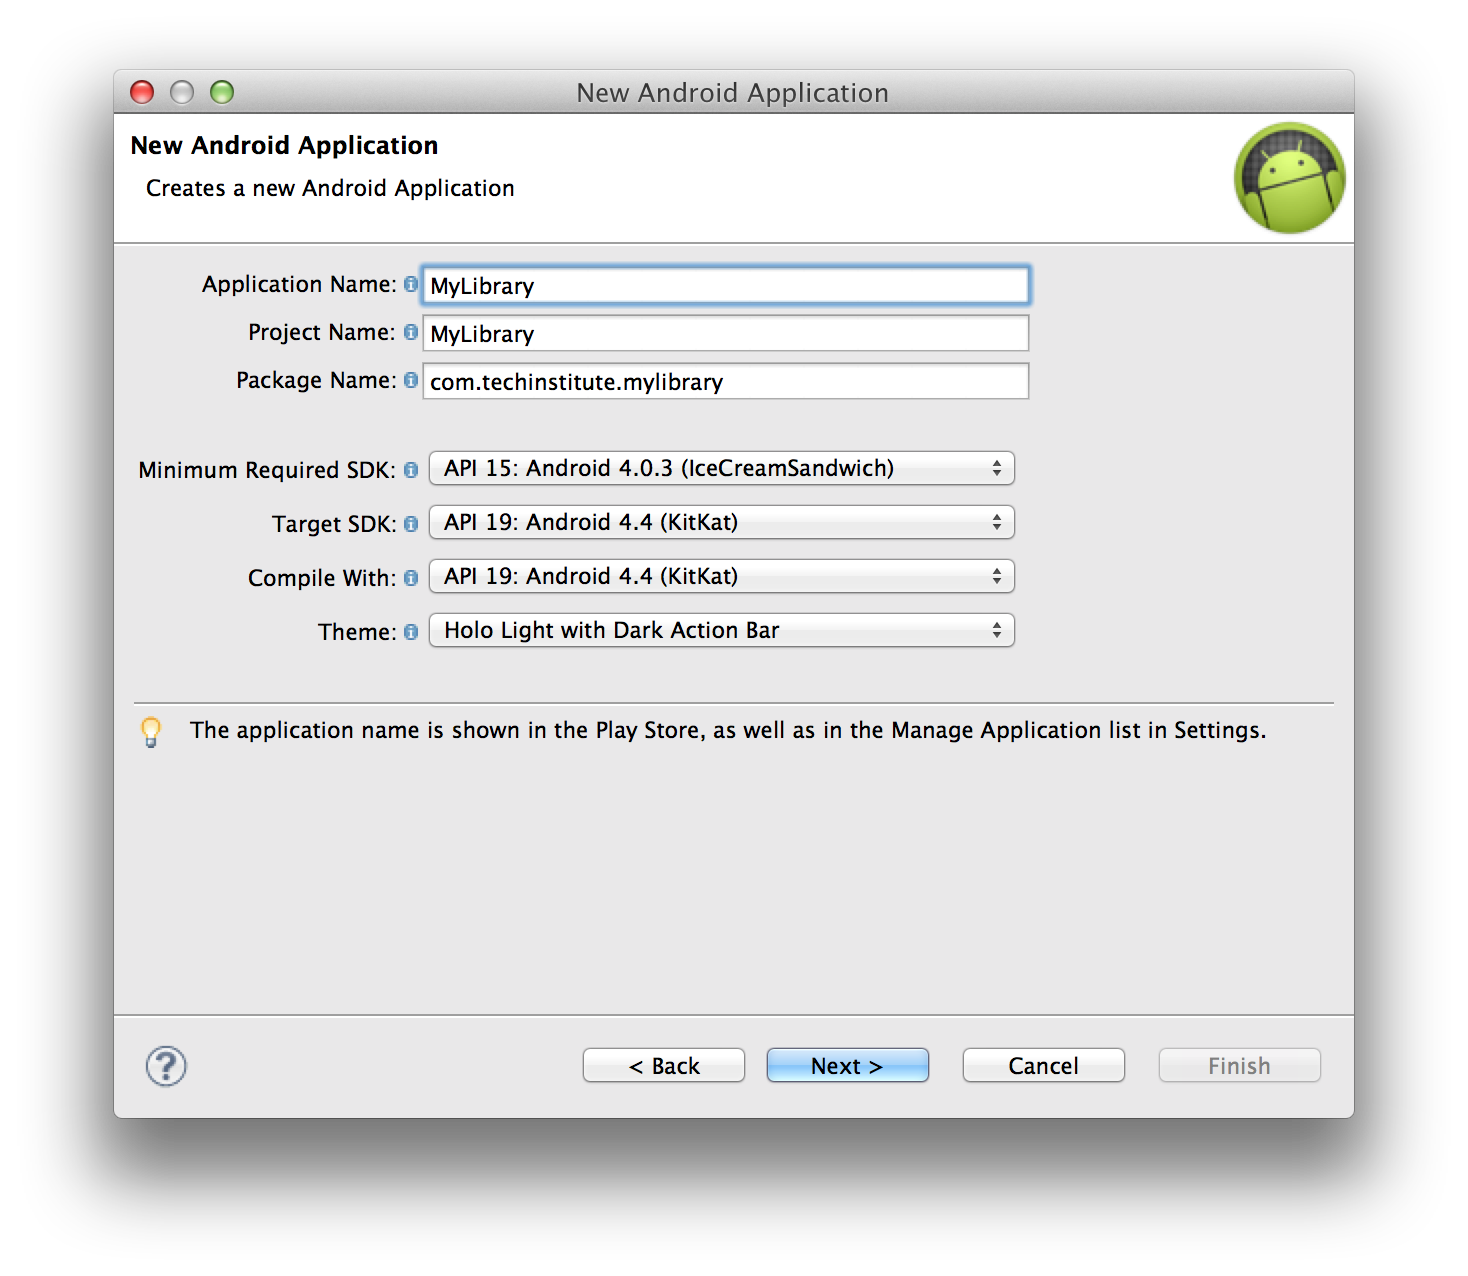 New Android Application
New Android Application
Creates a new Android Application
Application Name: MyLibrary
Project Name: MyLibrary
Package Name: com.techinstitute.mylibrary
Minimum Required SDK: API 15: Android 4.0.3 (IceCreamSandwich)
Target SDK: API 19: Android 4.4 (KitKat)
Compile With: API 19: Android 4.4 (KitKat)
Theme: Holo Light with Dark Action Bar
The application name is shown in the Play Store, as well as in the Manage Application list in Settings.
? < Back Next > Cancel Finish